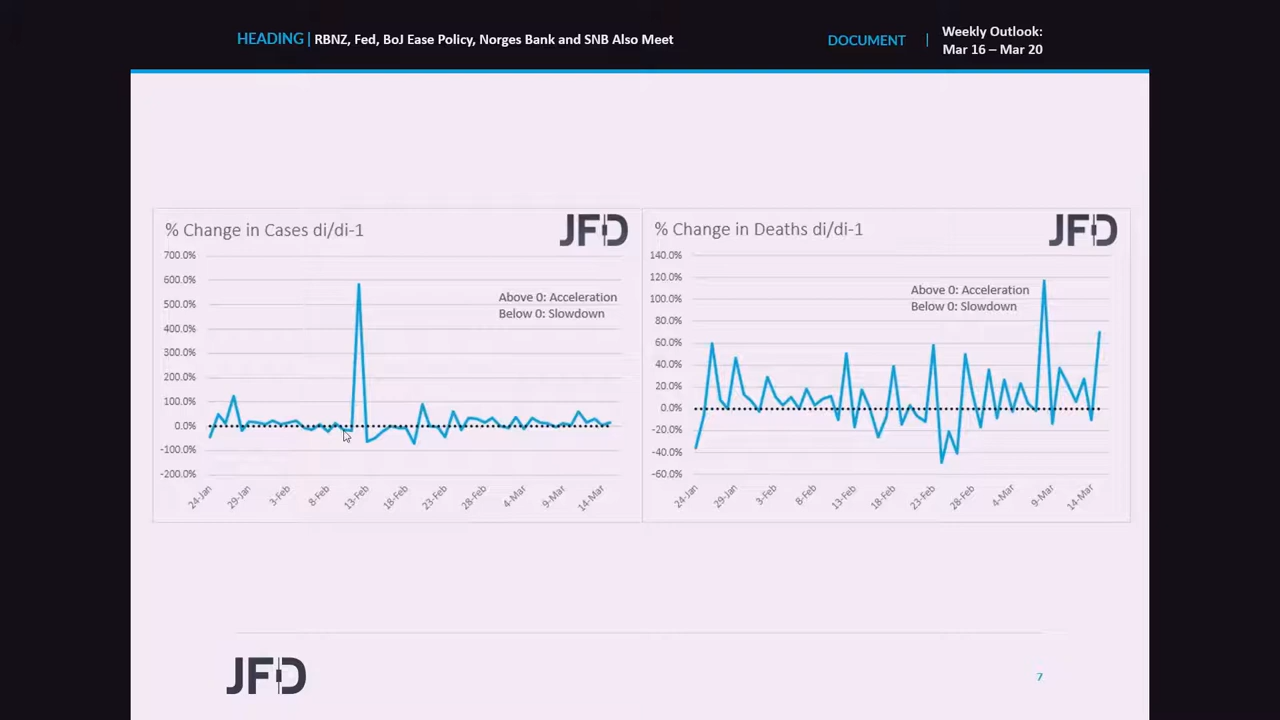 HEADING | RBNZ, Fed, BoJ Ease Policy, Norges Bank and SNB Also Meet
DOCUMENT | Weekly Outlook:
Mar 16 – Mar 20
% Change in Cases di/di-1
JFD
700.0%
600.0%
500.0%
400.0%
300.0%
200.0%
100.0%
0.0%
-100.0%
-200.0%
Above 0: Acceleration
Below 0: Slowdown
24-Jan
29-Jan
3-Feb
8-Feb
13-Feb
18-Feb
23-Feb
28-Feb
4-Mar
9-Mar
14-Mar
% Change in Deaths di/di-1
JFD
140.0%
120.0%
100.0%
80.0%
60.0%
40.0%
20.0%
0.0%
-20.0%
-40.0%
-60.0%
Above 0: Acceleration
Below 0: Slowdown
24-Jan
29-Jan
3-Feb
8-Feb
13-Feb
18-Feb
23-Feb
28-Feb
4-Mar
9-Mar
14-Mar
JFD
7